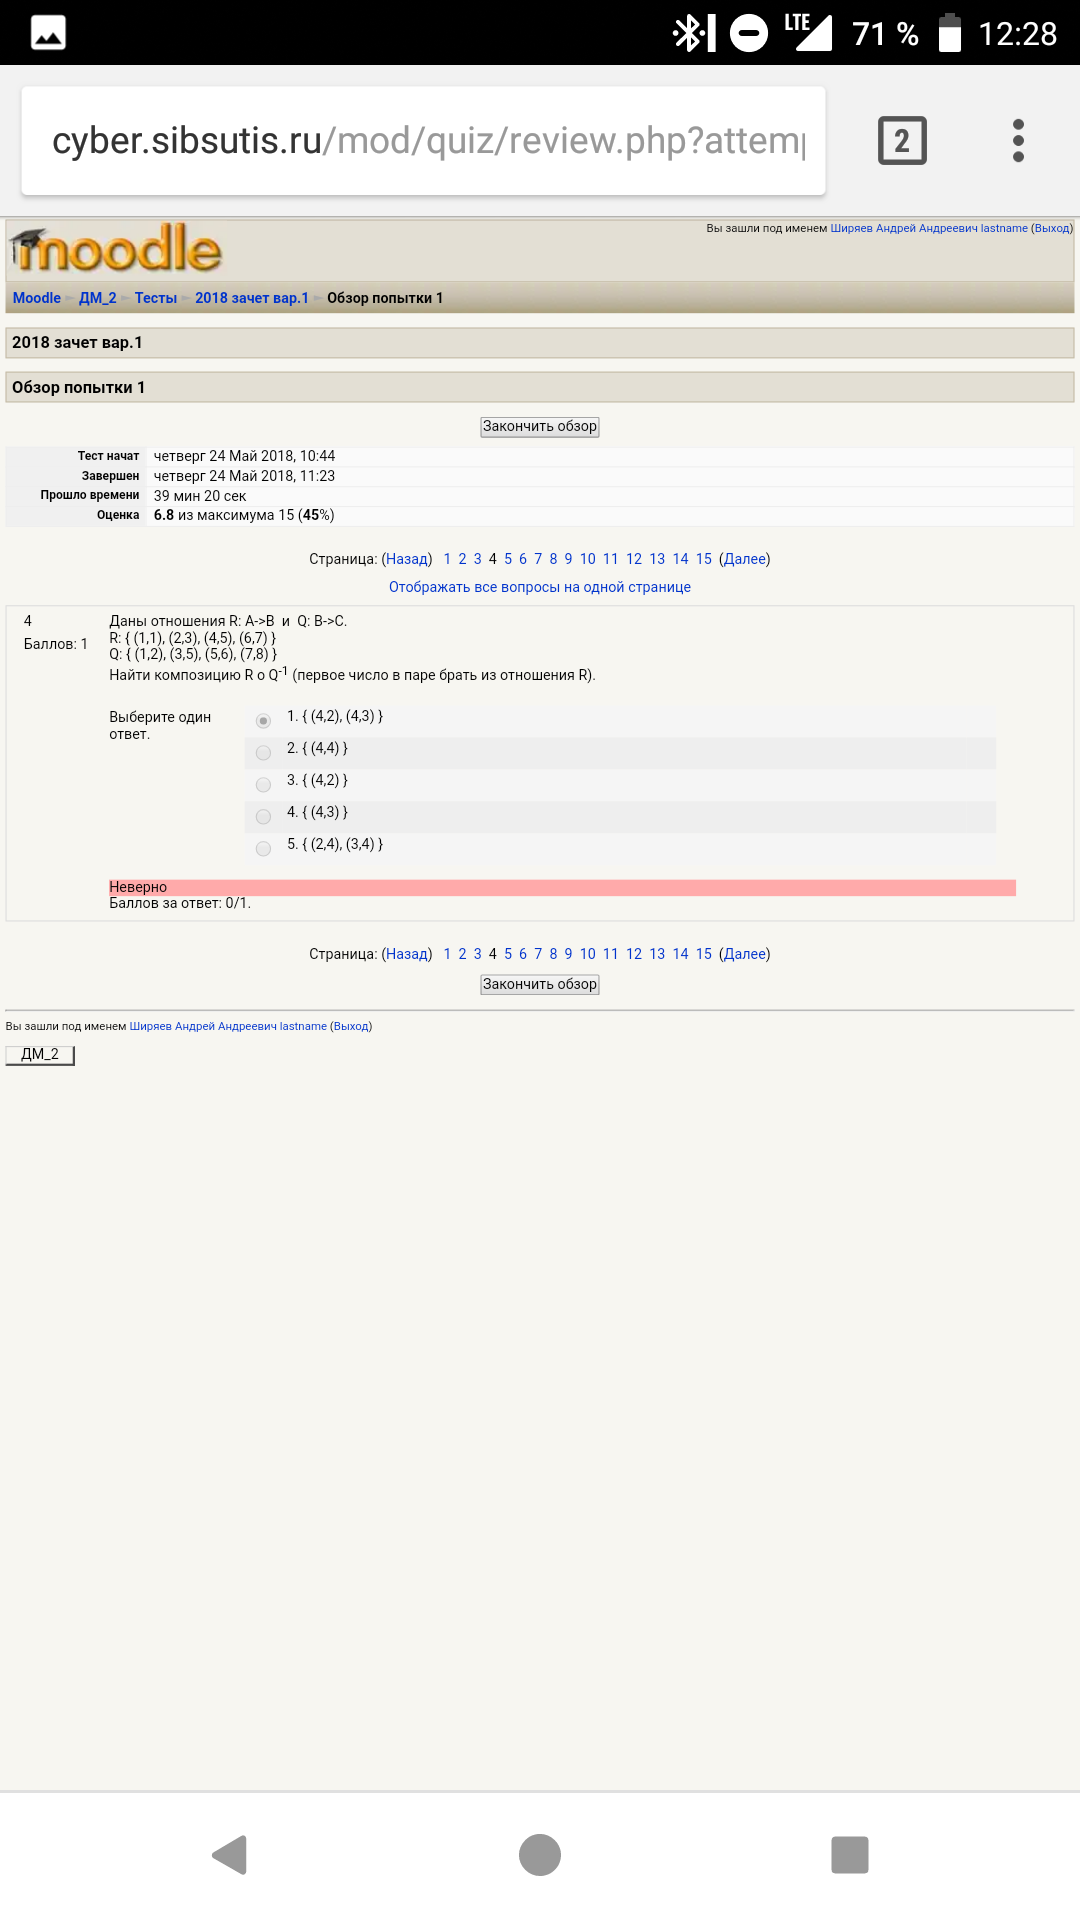 LTE 71 % 12:28
cyber.sibsutis.ru/mod/quiz/review.php?attem
2
moodle
Вы зашли под именем Ширяев Андрей Андреевич lastname (Выход)
Moodle ► ДМ_2 ► Тесты ► 2018 зачет вар.1 ► Обзор попытки 1
2018 зачет вар.1
Обзор попытки 1
Закончить обзор
Тест начат четверг 24 Май 2018, 10:44
Завершен четверг 24 Май 2018, 11:23
Прошло времени 39 мин 20 сек
Оценка 6.8 из максимума 15 (45%)
Страница: (Назад) 1 2 3 4 5 6 7 8 9 10 11 12 13 14 15 (Далее)
Отображать все вопросы на одной странице
4
Баллов: 1
Даны отношения R: A->B и Q: B->C.
R: { (1,1), (2,3), (4,5), (6,7) }
Q: { (1,2), (3,5), (5,6), (7,8) }
Найти композицию R o Q-1 (первое число в паре брать из отношения R).
Выберите один
ответ.
1. { (4,2), (4,3) }
2. { (4,4) }
3. { (4,2) }
4. { (4,3) }
5. { (2,4), (3,4) }
Неверно
Баллов за ответ: 0/1.
Страница: (Назад) 1 2 3 4 5 6 7 8 9 10 11 12 13 14 15 (Далее)
Закончить обзор
Вы зашли под именем Ширяев Андрей Андреевич lastname (Выход)
ДМ_2